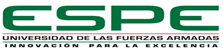 ESPE
UNIVERSIDAD DE LAS FUERZAS ARMADAS
INNOVACIÓN PARA LA EXCELENCIA